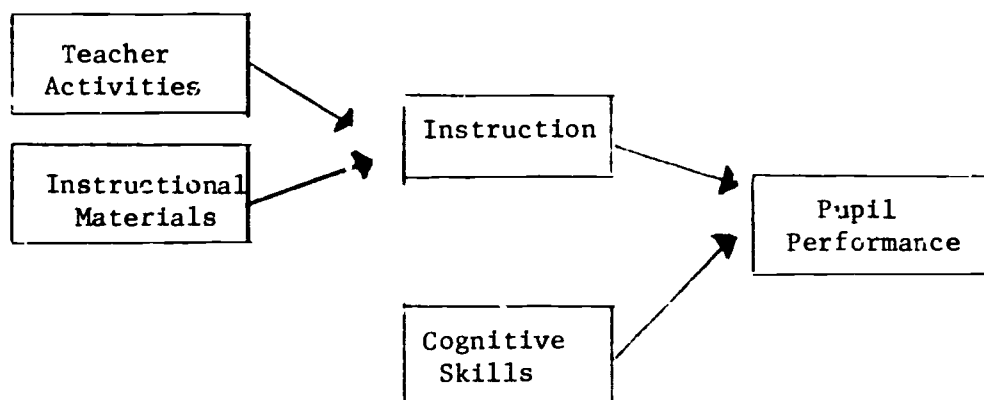 Teacher
Activities
Instructional
Materials
Instruction
Cognitive
Skills
Pupil
Performance